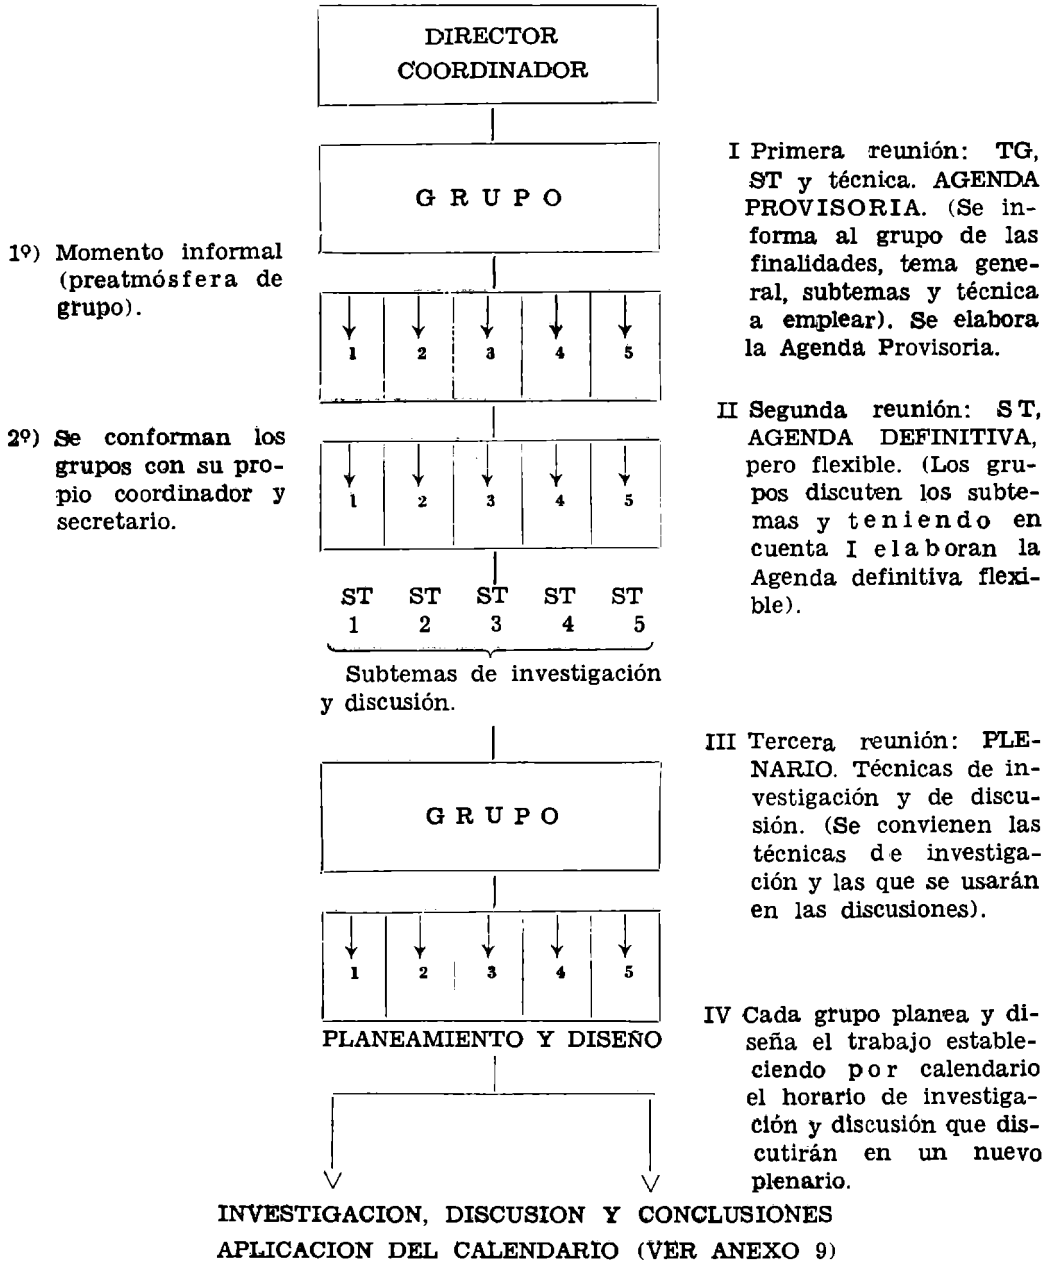 DIRECTOR
COORDINADOR
G R U P O
I Primera reunión: TG,
ST y técnica. AGENDA
PROVISORIA. (Se in-
forma al grupo de las
finalidades, tema gene-
ral, subtemas y técnica
a emplear). Se elabora
la Agenda Provisoria.
1º) Momento informal
(preatmósfera de
grupo).
1 2 3 4 5
II Segunda reunión: ST,
AGENDA DEFINITIVA,
pero flexible. (Los gru-
pos discuten los subte-
mas y teniendo en
cuenta I elaboran la
Agenda definitiva flexi-
ble).
2º) Se conforman los
grupos con su pro-
pio coordinador y
secretario.
1 2 3 4 5
ST ST ST ST ST
1 2 3 4 5
Subtemas de investigación
y discusión.
III Tercera reunión: PLE-
NARIO. Técnicas de in-
vestigación y de discu-
sión. (Se convienen las
técnicas de investiga-
ción y las que se usarán
en las discusiones).
G R U P O
1 2 3 4 5
PLANEAMIENTO Y DISEÑO
IV Cada grupo planea y di-
seña el trabajo estable-
ciendo por calendario
el horario de investiga-
ción y discusión que dis-
cutirán en un nuevo
plenario.
INVESTIGACION, DISCUSION Y CONCLUSIONES
APLICACION DEL CALENDARIO (VER ANEXO 9)